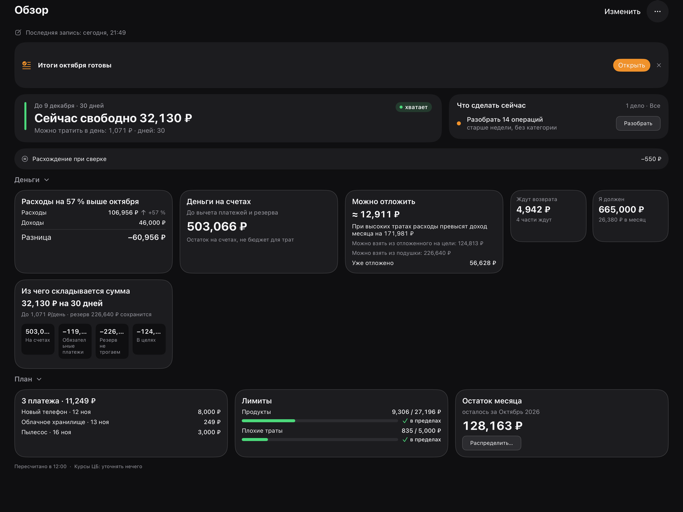 Обзор
Изменить
Последняя запись: сегодня, 21:49
Итоги октября готовы
Открыть
До 9 декабря · 30 дней
хватает
Сейчас свободно 32,130 ₽
Можно тратить в день: 1,071 ₽ · дней: 30
Что сделать сейчас
1 дело · Все
Разобрать 14 операций
старше недели, без категории
Разобрать
Расхождение при сверке
−550 ₽
Деньги
Расходы на 57 % выше октября
Расходы 106,956 ₽ ↑ +57 %
Доходы 46,000 ₽
Разница −60,956 ₽
Деньги на счетах
До вычета платежей и резерва
503,066 ₽
Остаток на счетах, не бюджет для трат
Можно отложить
≈ 12,911 ₽
При высоких тратах расходы превысят доход
месяца на 171,981 ₽
Можно взять из отложенного на цели: 124,813 ₽
Можно взять из подушки: 226,640 ₽
Уже отложено 56,628 ₽
Ждут возврата
4,942 ₽
4 части ждут
Я должен
665,000 ₽
26,380 ₽ в месяц
Из чего складывается сумма
32,130 ₽ на 30 дней
До 1,071 ₽/день · резерв 226,640 ₽ сохранится
503,0...
На счетах
−119,...
Обязател
ьные
платежи
−226,...
Резерв
не
трогаем
−124,...
В целях
План
3 платежа · 11,249 ₽
Новый телефон · 12 ноя 8,000 ₽
Облачное хранилище · 13 ноя 249 ₽
Пылесос · 16 ноя 3,000 ₽
Лимиты
Продукты 9,306 / 27,196 ₽
✓ в пределах
Плохие траты 835 / 5,000 ₽
✓ в пределах
Остаток месяца
осталось за Октябрь 2026
128,163 ₽
Распределить...
Пересчитано в 12:00 · Курсы ЦБ: уточнять нечего